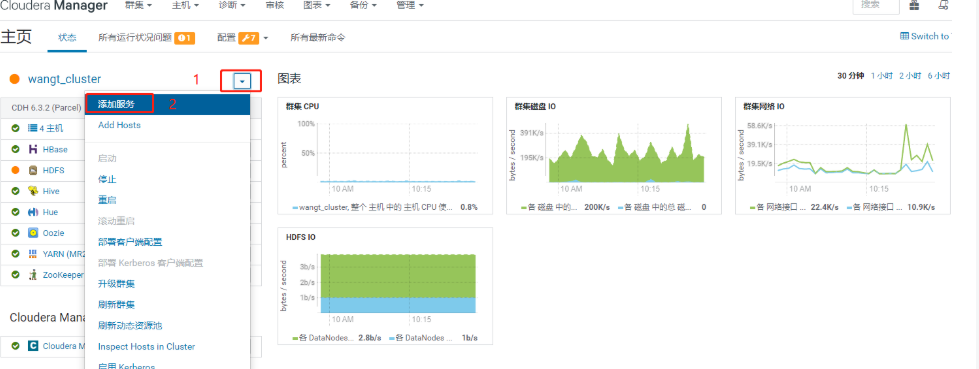 Cloudera Manager 群集 主机 诊断 审核 图表 备份 管理 搜索
主页 状态 所有运行状况问题 1 配置 7 所有最新命令 Switch to
wangt_cluster 1
CDH 6.3.2 (Parcel)
4 主机
HBase
HDFS
Hive
Hue
Oozie
YARN (MR2
ZooKeeper
Cloudera Mana
Cloudera M
添加服务 2
Add Hosts
启动
停止
重启
滚动重启
部署客户端配置
部署 Kerberos 客户端配置
升级群集
刷新群集
刷新动态资源池
Inspect Hosts in Cluster
启用 Kerberos
图表
30 分钟 1 小时 2 小时 6 小时
群集 CPU
percent
100%
50%
10 AM 10:15
wangt_cluster, 整个 主机 中的 主机 CPU 使... 0.8%
群集磁盘 IO
bytes / second
391K/s
195K/s
10 AM 10:15
各 磁盘 中的... 200K/s 各 磁盘 中的总 磁... 0
群集网络 IO
bytes / second
58.6K/s
39.1K/s
19.5K/s
10 AM 10:15
各 网络接口 ... 22.4K/s 各 网络接口 ... 10.9K/s
HDFS IO
bytes / second
3b/s
2b/s
1b/s
10 AM 10:15
各 DataNodes... 2.8b/s 各 DataNodes ... 1b/s